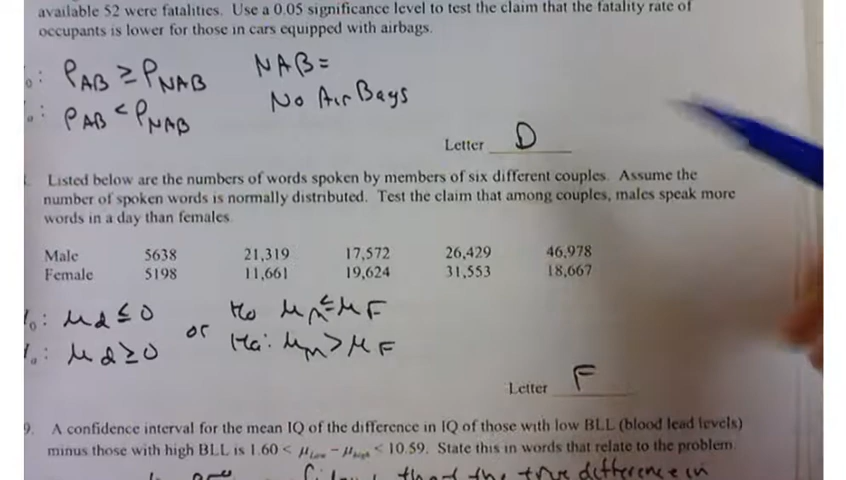 available 52 were fatalities. Use a 0.05 significance level to test the claim that the fatality rate of
occupants is lower for those in cars equipped with airbags.
o: ρAB ≥ ρNAB NAB =
a: ρAB < ρNAB No Air Bags
Letter D
Listed below are the numbers of words spoken by members of six different couples. Assume the
number of spoken words is normally distributed. Test the claim that among couples, males speak more
words in a day than females.
Male 5638 21,319 17,572 26,429 46,978
Female 5198 11,661 19,624 31,553 18,667
H0: μd ≤ 0 or Ho μM ≤ μF
Ha: μd ≥ 0 Ha: μM > μF
Letter F
9. A confidence interval for the mean IQ of the difference in IQ of those with low BLL (blood lead levels)
minus those with high BLL is 1.60 < μLow - μhigh < 10.59. State this in words that relate to the problem.
that the true difference in